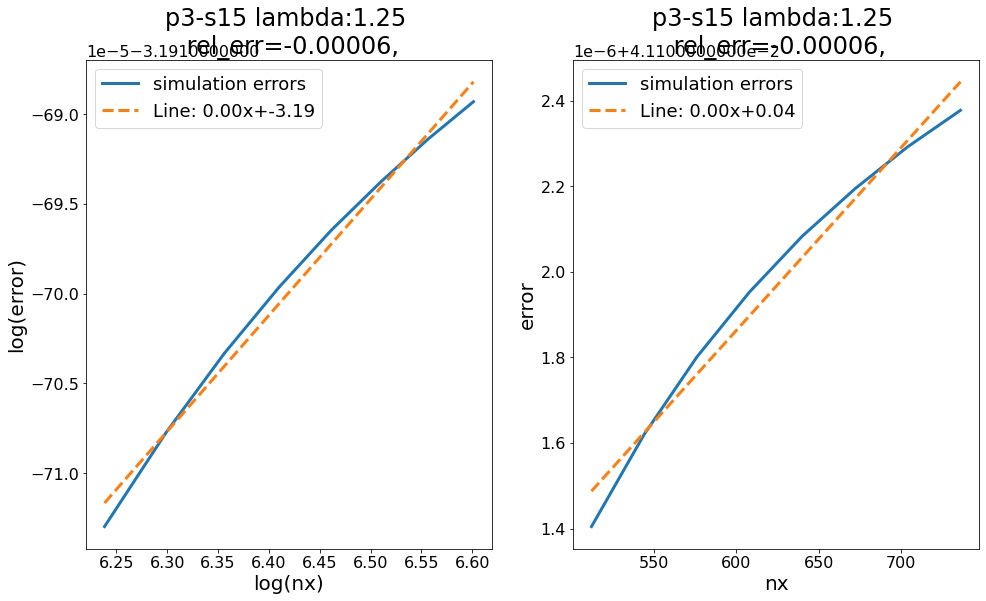 p3-s15 lambda:1.25
rel_err=-0.00006,
1e−5−3.1910000000
simulation errors
Line: 0.00x+-3.19
log(error)
−69.0
−69.5
−70.0
−70.5
−71.0
6.25 6.30 6.35 6.40 6.45 6.50 6.55 6.60
log(nx)
p3-s15 lambda:1.25
rel_err=-0.00006,
1e−6+4.1100000000e−2
simulation errors
Line: 0.00x+0.04
error
2.4
2.2
2.0
1.8
1.6
1.4
550 600 650 700
nx